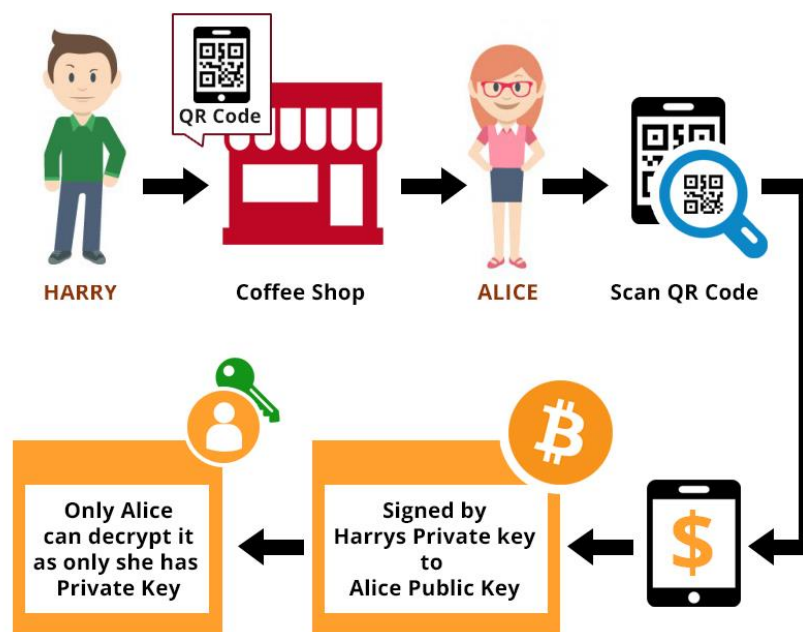 QR Code
HARRY
Coffee Shop
ALICE
Scan QR Code
$
Signed by
Harrys Private key
to
Alice Public Key
Only Alice
can decrypt it
as only she has
Private Key